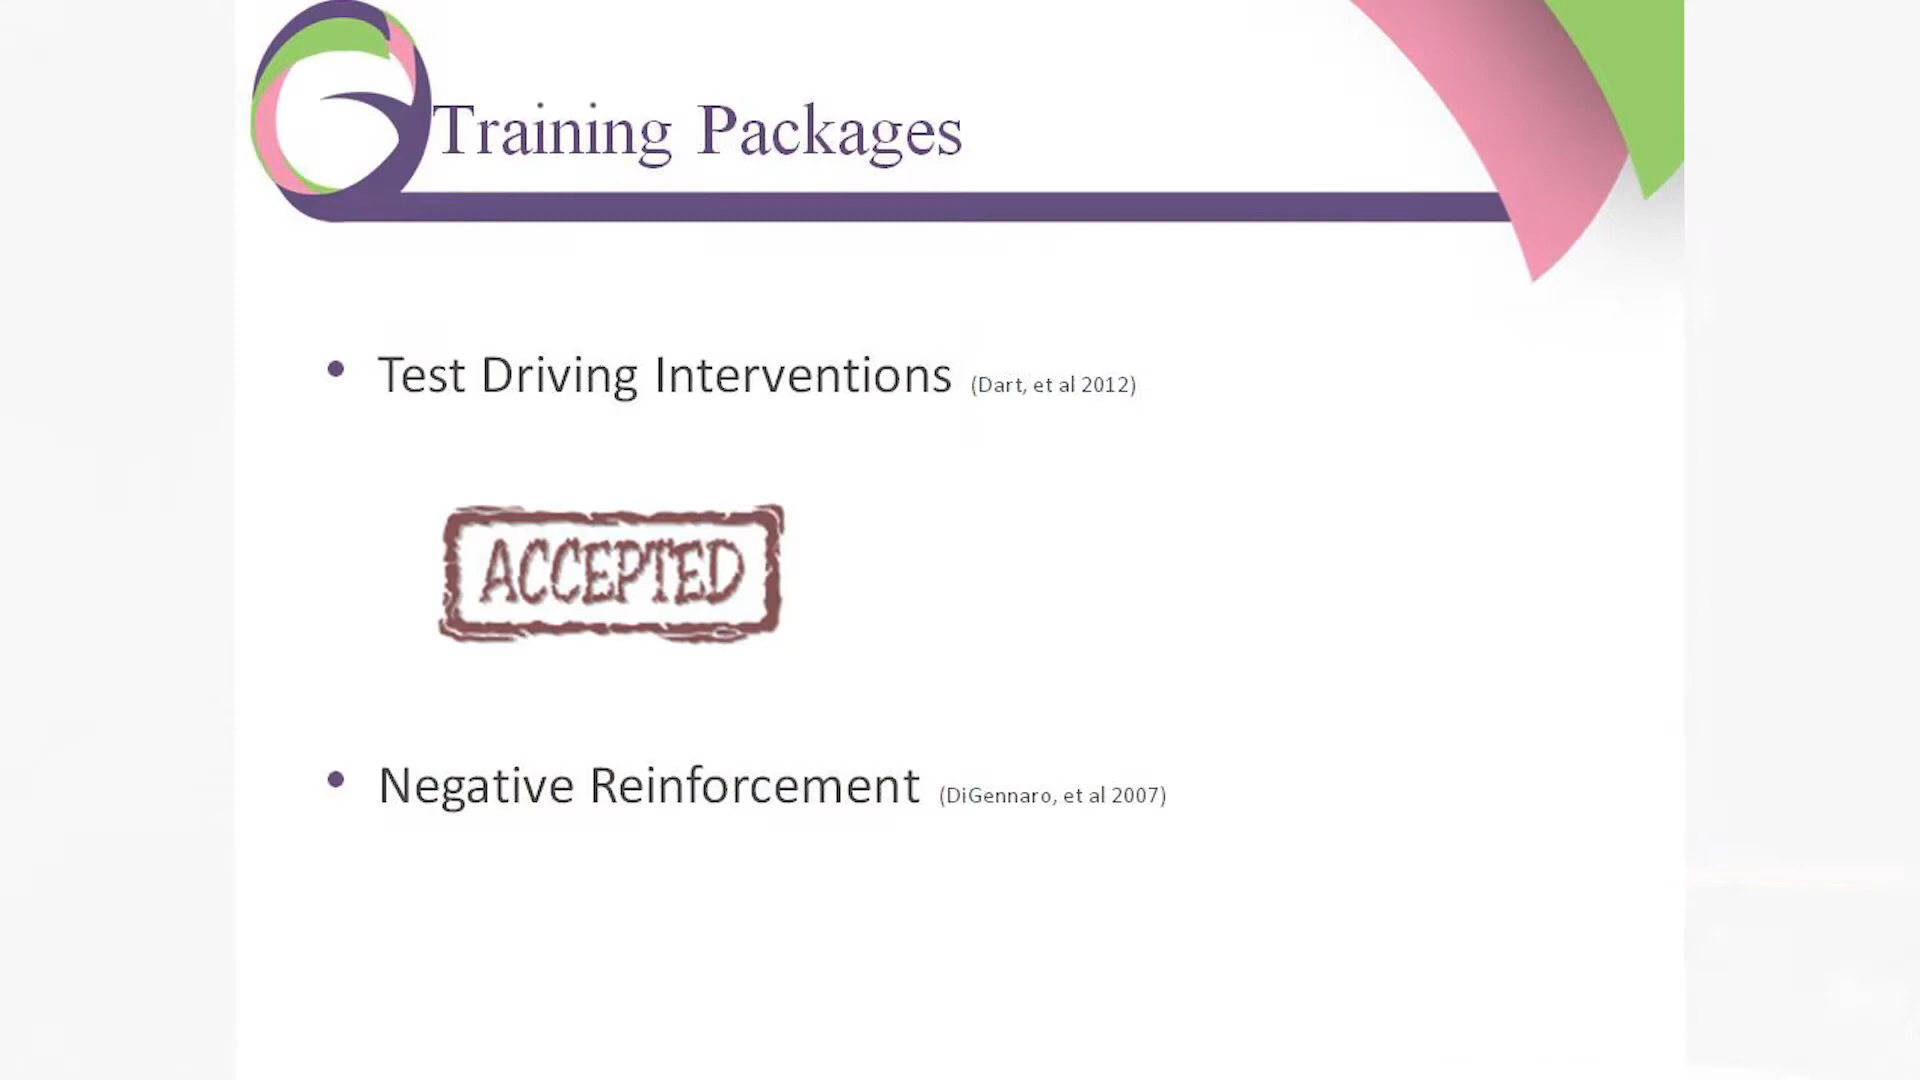 Training Packages
• Test Driving Interventions (Dart, et al 2012)
ACCEPTED
• Negative Reinforcement (DiGennaro, et al 2007)